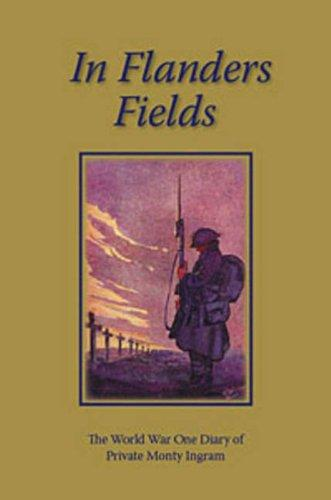 In Flanders
Fields
The World War One Diary of
Private Monty Ingram